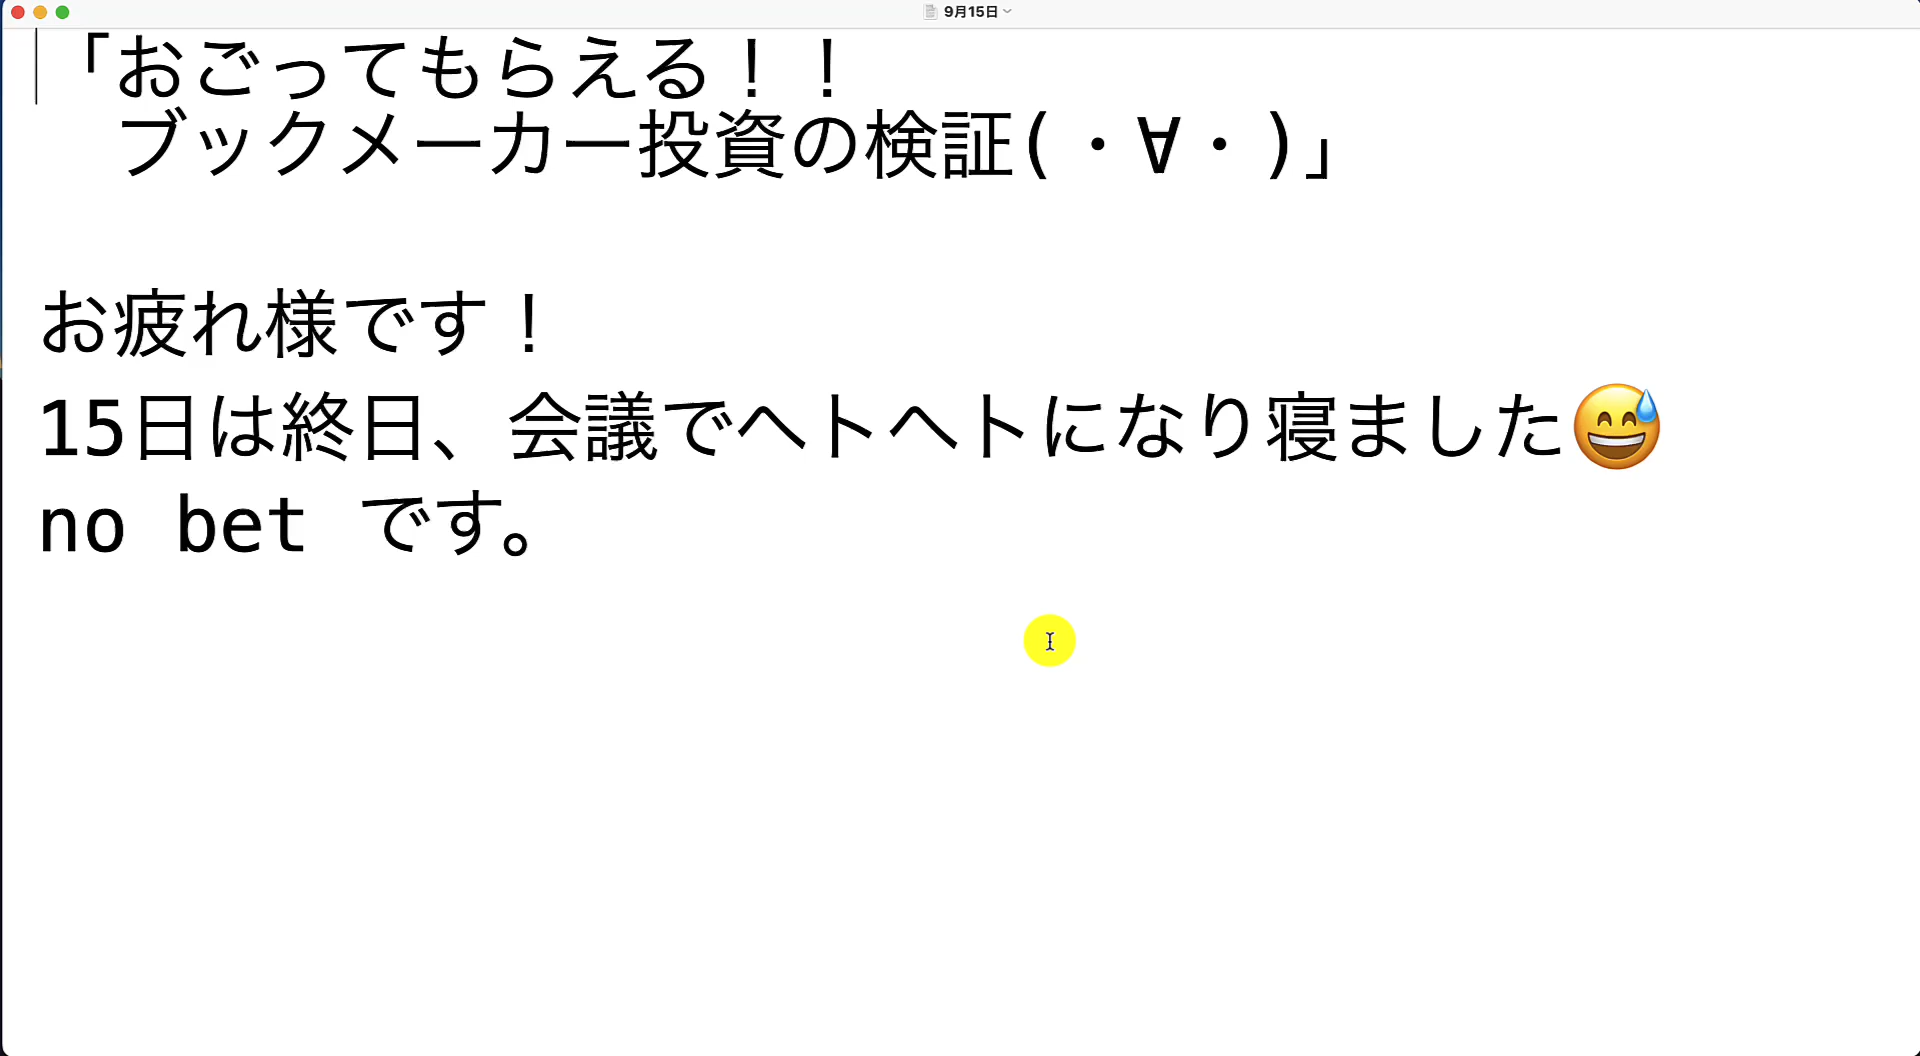 9月15日
「おごってもらえる！！
ブックメーカー投資の検証(・∀・)」
お疲れ様です！
15日は終日、会議でヘトヘトになり寝ました😅
no bet です。